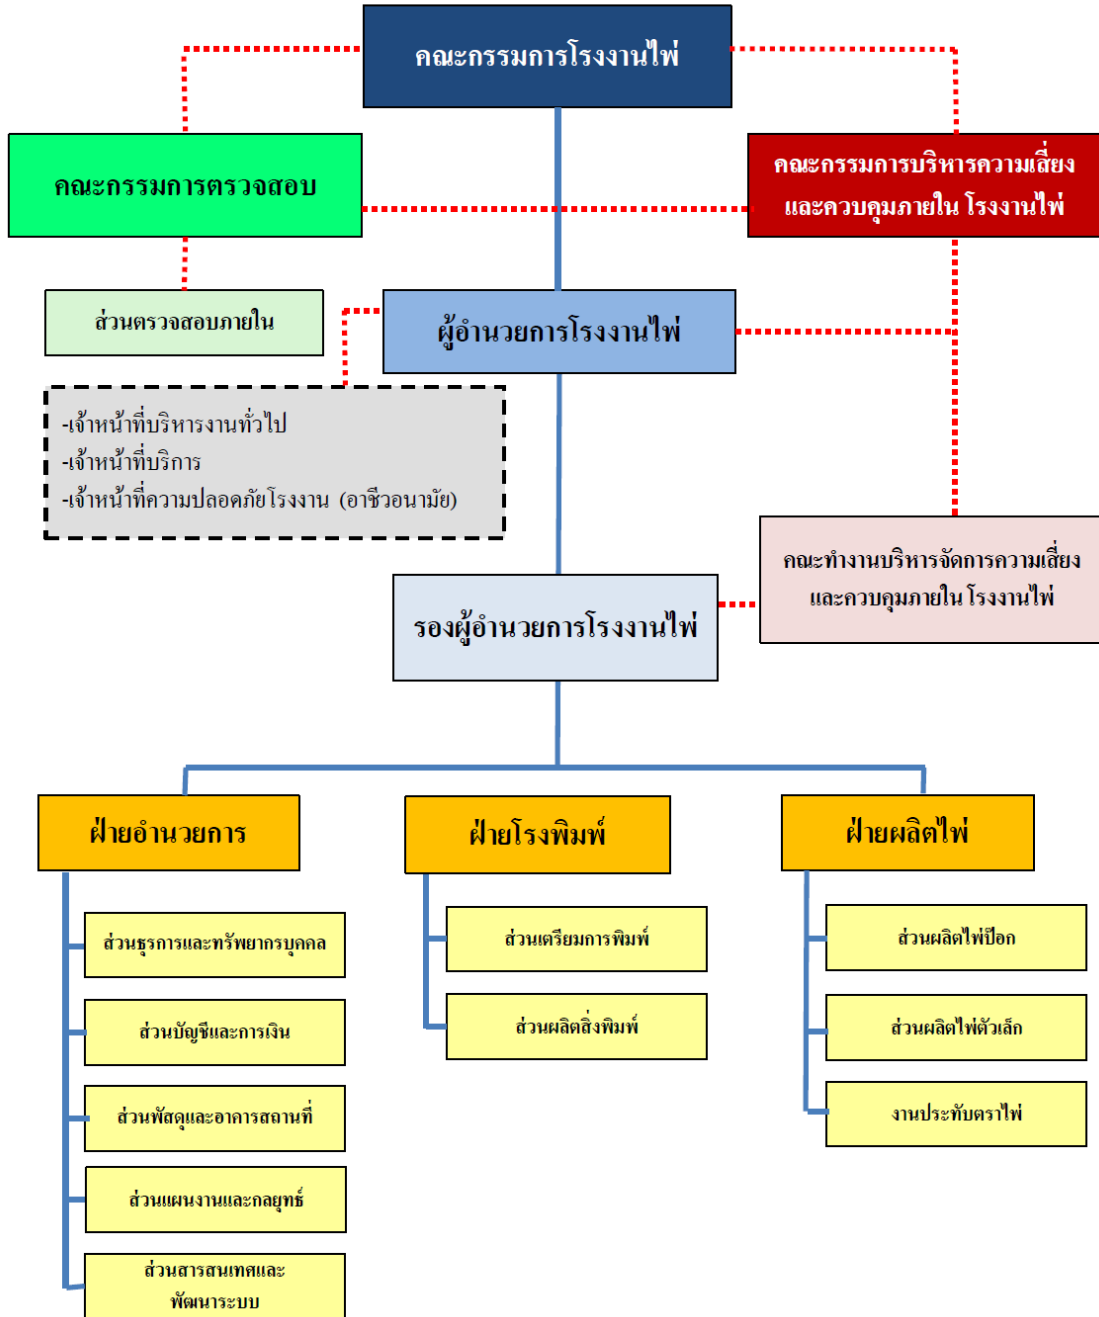 คณะกรรมการโรงงานไพ่
คณะกรรมการตรวจสอบ
คณะกรรมการบริหารความเสี่ยง
และควบคุมภายใน โรงงานไพ่
ส่วนตรวจสอบภายใน
ผู้อำนวยการโรงงานไพ่
-เจ้าหน้าที่บริหารงานทั่วไป
-เจ้าหน้าที่บริการ
-เจ้าหน้าที่ความปลอดภัยโรงงาน (อาชีวอนามัย)
คณะทำงานบริหารจัดการความเสี่ยง
และควบคุมภายใน โรงงานไพ่
รองผู้อำนวยการโรงงานไพ่
ฝ่ายอำนวยการ
ส่วนธุรการและทรัพยากรบุคคล
ส่วนบัญชีและการเงิน
ส่วนพัสดุและอาคารสถานที่
ส่วนแผนงานและกลยุทธ์
ส่วนสารสนเทศและ
พัฒนาระบบ
ฝ่ายโรงพิมพ์
ส่วนเตรียมการพิมพ์
ส่วนผลิตสิ่งพิมพ์
ฝ่ายผลิตไพ่
ส่วนผลิตไพ่ป๊อก
ส่วนผลิตไพ่ตัวเล็ก
งานประทับตราไพ่